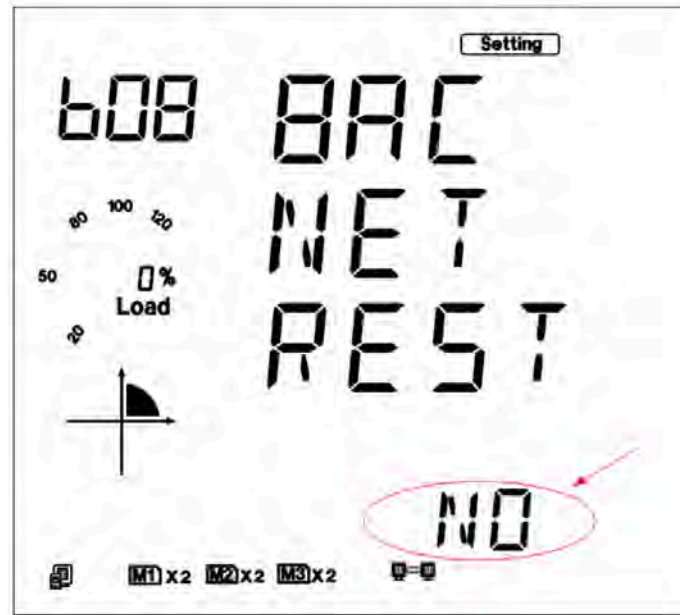 Setting
b08 BAC
NET
REST
80 100 120
50 0%
Load
20
NO
M1 X2 M2 X2 M3 X2